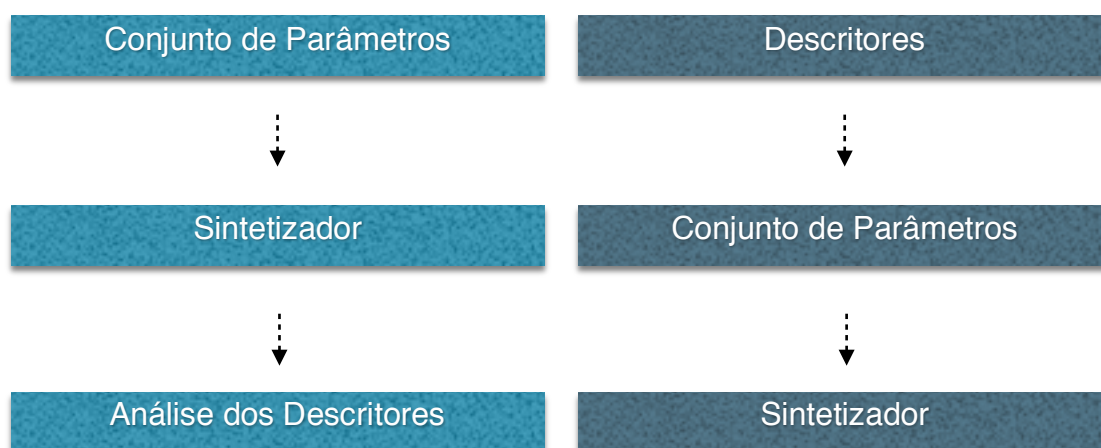 Conjunto de Parâmetros
Descritores
Sintetizador
Conjunto de Parâmetros
Análise dos Descritores
Sintetizador